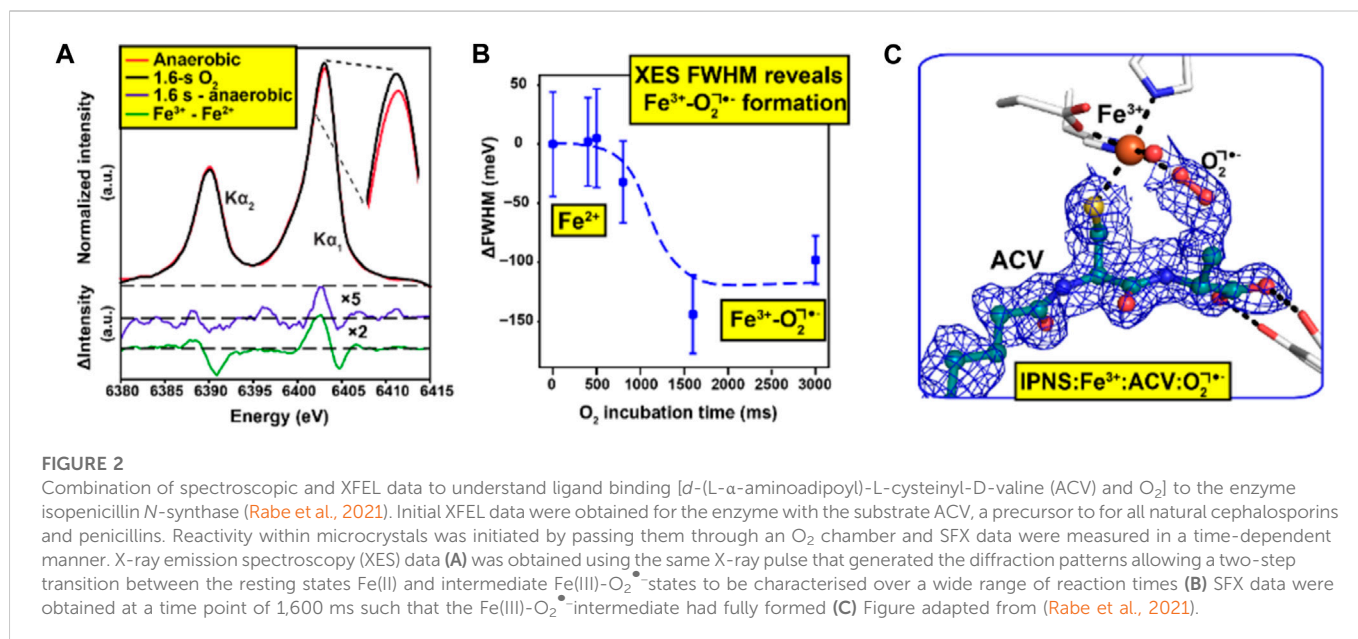 A
Anaerobic
1.6-s O₂
1.6 s - anaerobic
Fe³⁺ - Fe²⁺
Normalized intensity
(a.u.)
Kα₂
Kα₁
ΔIntensity
(a.u.)
×5
×2
6380 6385 6390 6395 6400 6405 6410 6415
Energy (eV)
B
XES FWHM reveals
Fe³⁺-O₂⁻•⁻ formation
ΔFWHM (meV)
50
0
−50
−100
−150
Fe²⁺
Fe³⁺-O₂⁻•⁻
0 500 1000 1500 2000 2500 3000
O₂ incubation time (ms)
C
Fe³⁺
O₂⁻•⁻
ACV
IPNS:Fe³⁺:ACV:O₂⁻•⁻
FIGURE 2
Combination of spectroscopic and XFEL data to understand ligand binding [d-(L-α-aminoadipoyl)-L-cysteinyl-D-valine (ACV) and O₂] to the enzyme
isopenicillin N-synthase (Rabe et al., 2021). Initial XFEL data were obtained for the enzyme with the substrate ACV, a precursor to for all natural cephalosporins
and penicillins. Reactivity within microcrystals was initiated by passing them through an O₂ chamber and SFX data were measured in a time-dependent
manner. X-ray emission spectroscopy (XES) data (A) was obtained using the same X-ray pulse that generated the diffraction patterns allowing a two-step
transition between the resting states Fe(II) and intermediate Fe(III)-O₂•⁻states to be characterised over a wide range of reaction times (B) SFX data were
obtained at a time point of 1,600 ms such that the Fe(III)-O₂•⁻intermediate had fully formed (C) Figure adapted from (Rabe et al., 2021).